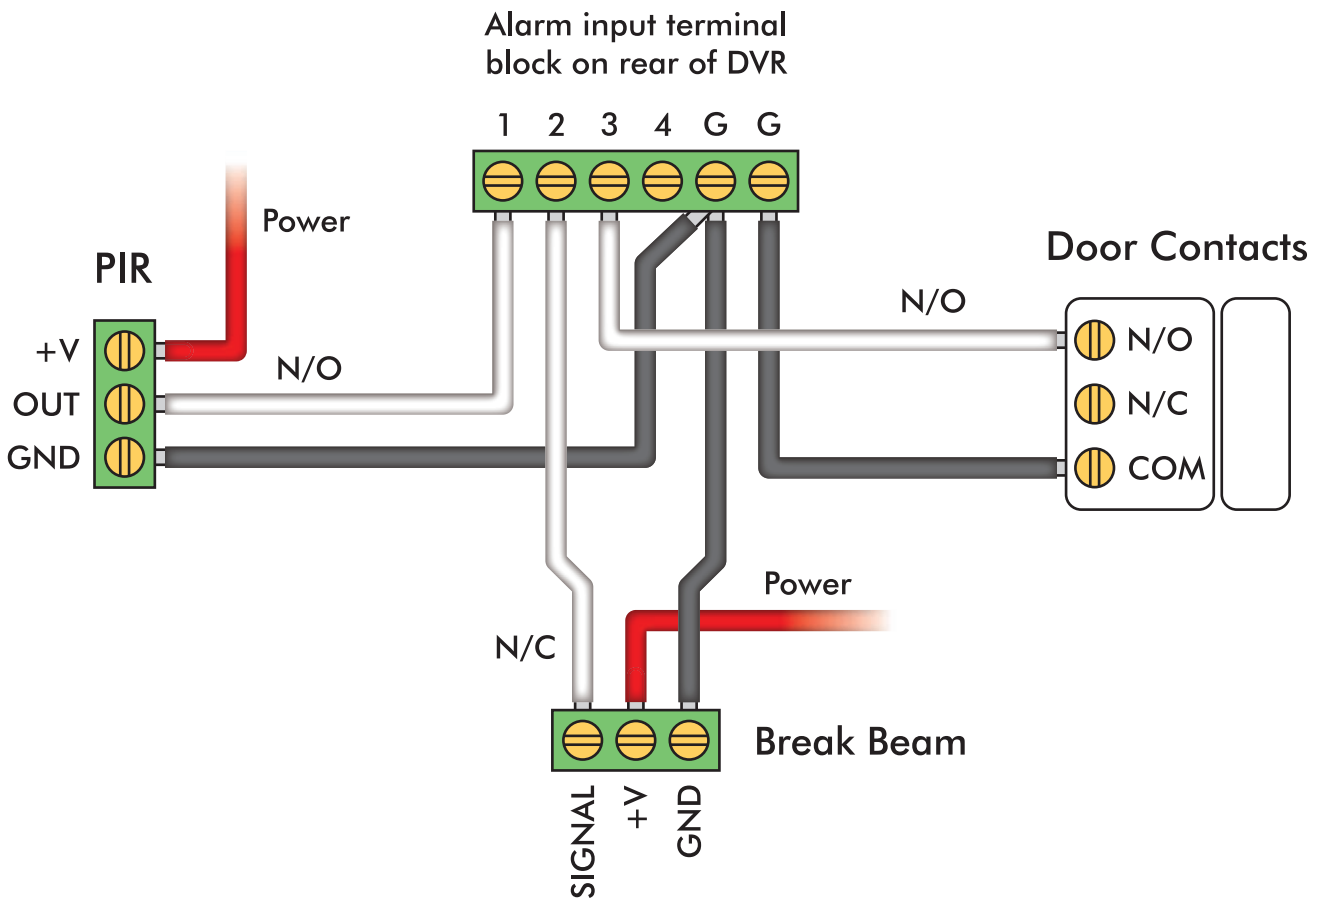 Alarm input terminal
block on rear of DVR
1 2 3 4 G G
Power
PIR
Door Contacts
N/O
+V
N/O
N/O
OUT
N/C
GND
COM
Power
N/C
Break Beam
SIGNAL
+V
GND